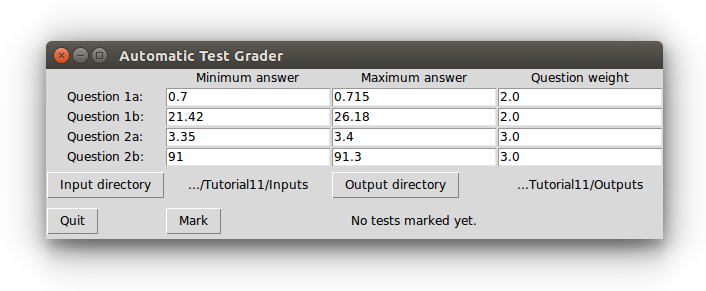 Automatic Test Grader
Minimum answer Maximum answer Question weight
Question 1a: 0.7 0.715 2.0
Question 1b: 21.42 26.18 2.0
Question 2a: 3.35 3.4 3.0
Question 2b: 91 91.3 3.0
Input directory .../Tutorial11/Inputs Output directory ...Tutorial11/Outputs
Quit Mark No tests marked yet.